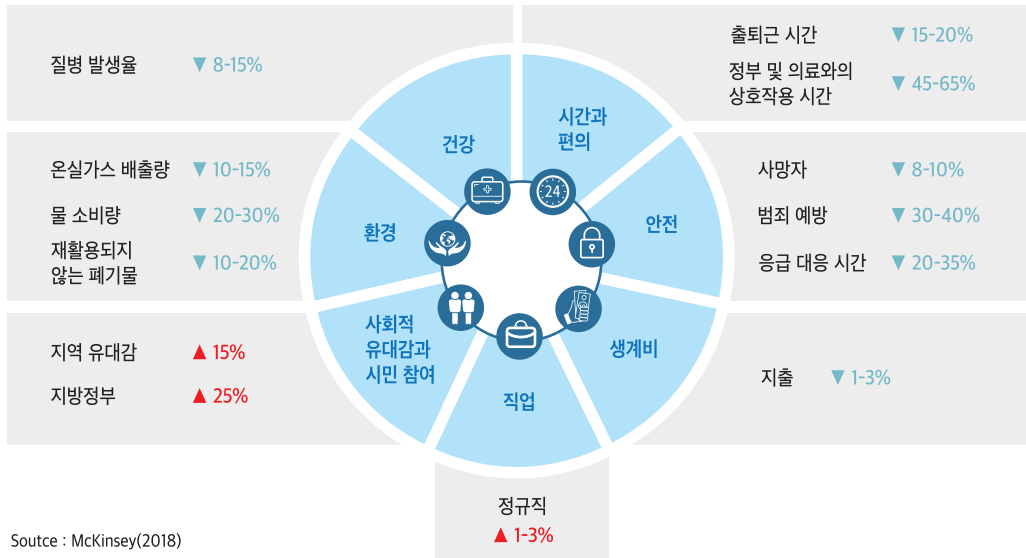 질병 발생율 ▼ 8-15%
출퇴근 시간 ▼ 15-20%
정부 및 의료와의
상호작용 시간 ▼ 45-65%
건강
시간과
편의
24
온실가스 배출량 ▼ 10-15%
물 소비량 ▼ 20-30%
재활용되지
않는 폐기물 ▼ 10-20%
환경
안전
사망자 ▼ 8-10%
범죄 예방 ▼ 30-40%
응급 대응 시간 ▼ 20-35%
지역 유대감 ▲ 15%
지방정부 ▲ 25%
사회적
유대감과
시민 참여
직업
생계비
지출 ▼ 1-3%
정규직
▲ 1-3%
Soutce : McKinsey(2018)